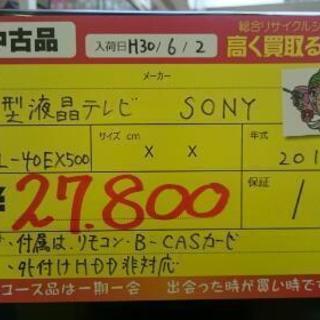 中古品
入荷日H30/6/2
総合リサイクルシ
高く買取る
メーカー
型液晶テレビ SONY
サイズ cm
年式
L-40EX500
X X
201
27.800
保証
付属は、リモコン・B-CASカード
外付けHDD非対応
コース品は一期一会 出会った時が買い時です